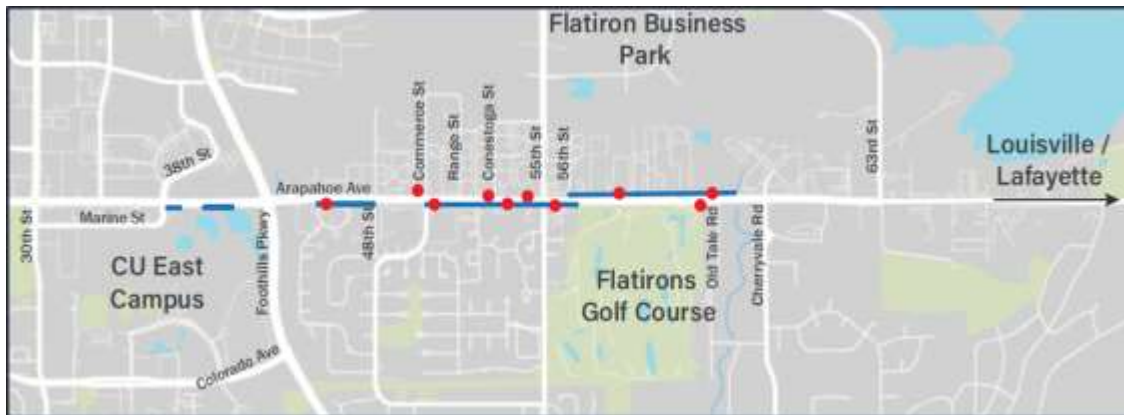 Flatiron Business
Park
Commerce St
Range St
Conestoga St
55th St
56th St
63rd St
Louisville /
Lafayette
38th St
Arapahoe Ave
Marine St
30th St
CU East
Campus
Foothills Pkwy
48th St
Flatirons
Golf Course
Old Tale Rd
Cherryvale Rd
Colorado Ave